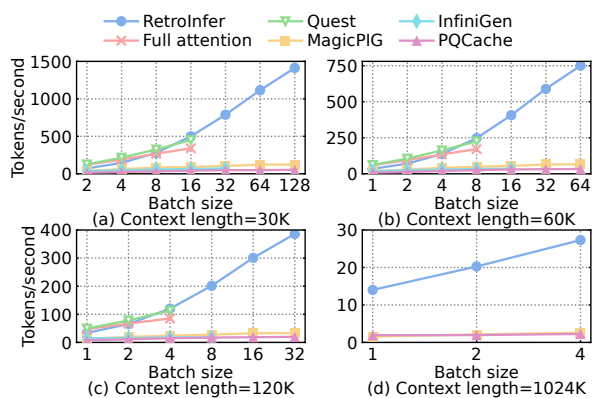 RetroInfer Quest InfiniGen
Full attention MagicPIG PQCache
Tokens/second
1500
1000
500
0
2 4 8 16 32 64 128
Batch size
(a) Context length=30K
750
500
250
0
1 2 4 8 16 32 64
Batch size
(b) Context length=60K
Tokens/second
400
300
200
100
0
1 2 4 8 16 32
Batch size
(c) Context length=120K
30
20
10
0
1 2 4
Batch size
(d) Context length=1024K